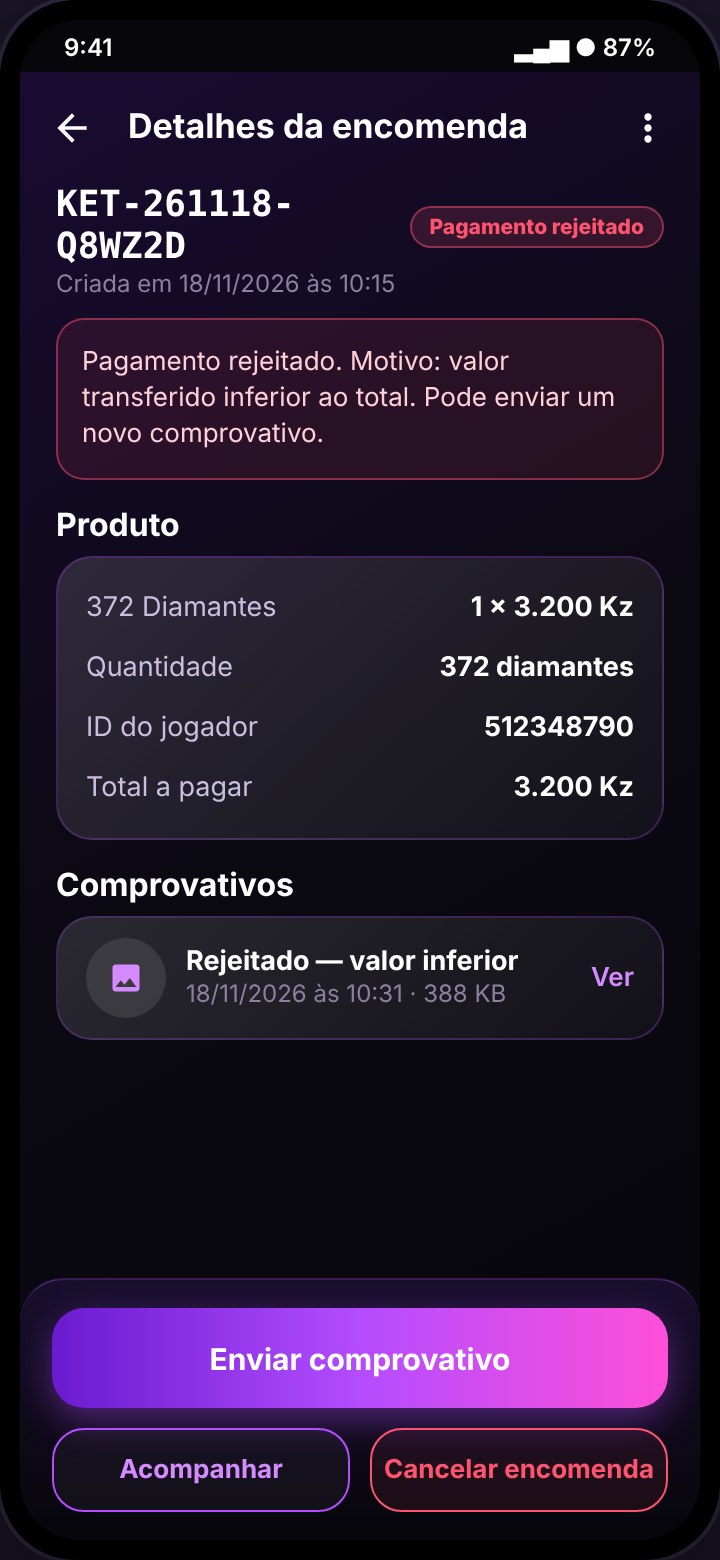 9:41
87%
Detalhes da encomenda
KET-261118-
Q8WZ2D
Pagamento rejeitado
Criada em 18/11/2026 às 10:15
Pagamento rejeitado. Motivo: valor
transferido inferior ao total. Pode enviar um
novo comprovativo.
Produto
372 Diamantes 1 × 3.200 Kz
Quantidade 372 diamantes
ID do jogador 512348790
Total a pagar 3.200 Kz
Comprovativos
Rejeitado — valor inferior
18/11/2026 às 10:31 · 388 KB
Ver
Enviar comprovativo
Acompanhar
Cancelar encomenda